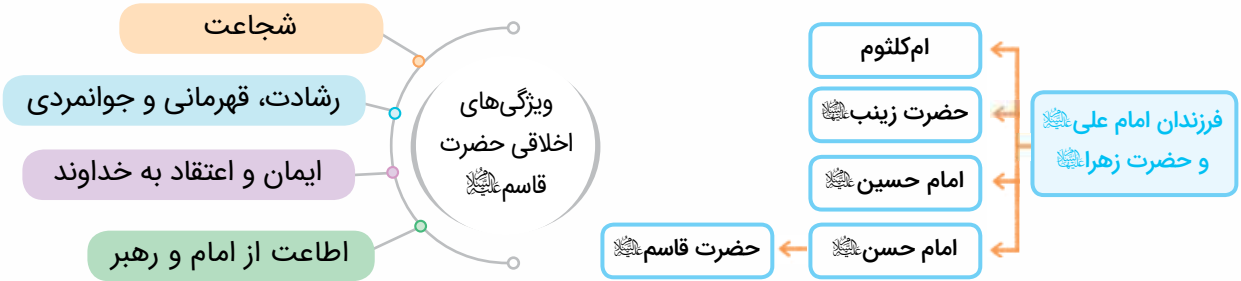 فرزندان امام علی علیه‌السلام
و حضرت زهرا علیهاالسلام
ام‌کلثوم
حضرت زینب علیهاالسلام
امام حسین علیه‌السلام
امام حسن علیه‌السلام
حضرت قاسم علیه‌السلام
ویژگی‌های
اخلاقی حضرت
قاسم علیه‌السلام
شجاعت
رشادت، قهرمانی و جوانمردی
ایمان و اعتقاد به خداوند
اطاعت از امام و رهبر